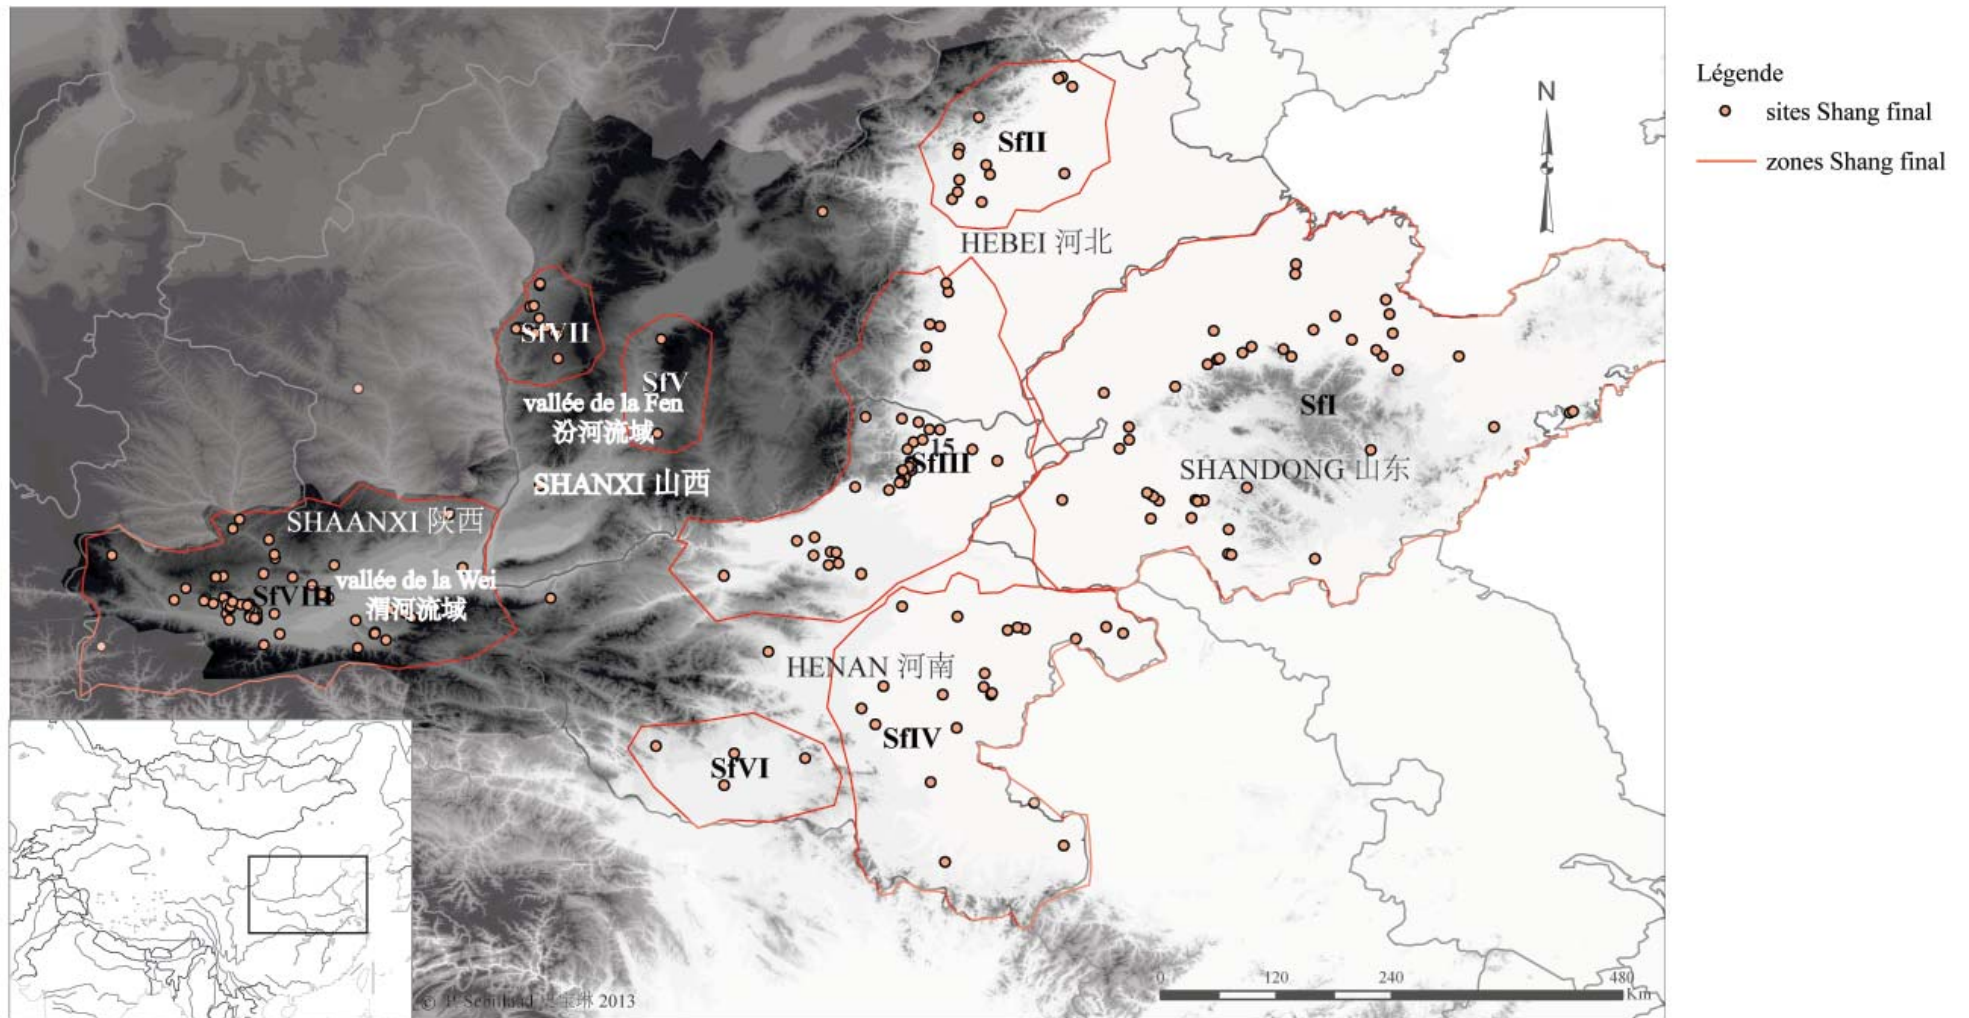 Légende
sites Shang final
zones Shang final
N
SfII
HEBEI 河北
SfVII
SfV
vallée de la Fen
汾河流域
SfI
15
SfIII
SHANDONG 山东
SHANXI 山西
SHAANXI 陕西
vallée de la Wei
渭河流域
SfVIII
HENAN 河南
SfIV
SfVI
0 120 240 480
Km
2013